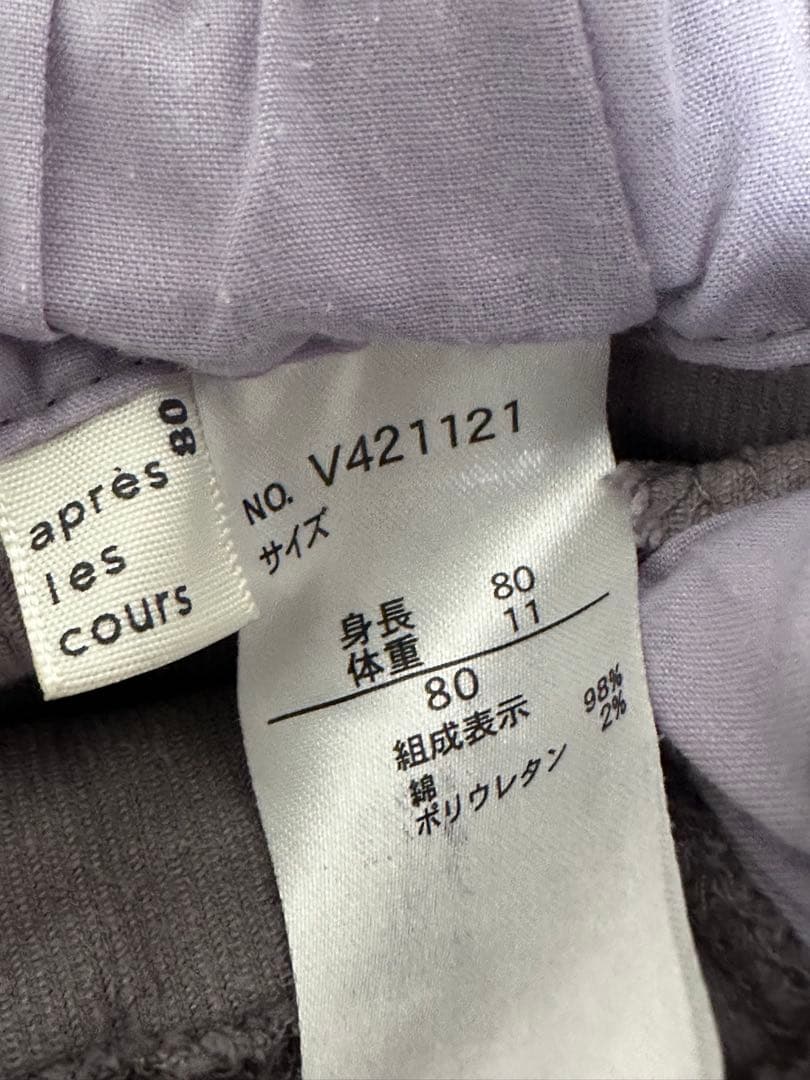 80
après
les
cours
NO. V421121
サイズ
身長 80
体重 11
80
組成表示
綿 98%
ポリウレタン 2%